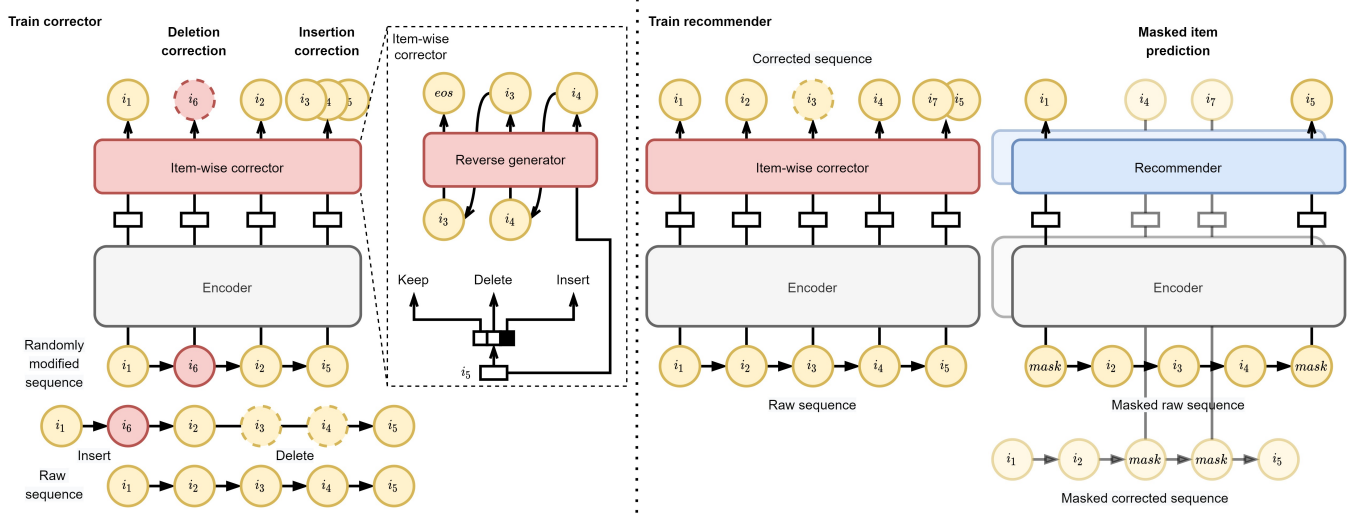 Train corrector
Deletion
correction
Insertion
correction
i1 i6 i2 i3 4 5
Item-wise corrector
Encoder
Randomly
modified
sequence
i1 i6 i2 i5
i1 i6 i2 i3 i4 i5
Insert Delete
Raw
sequence
i1 i2 i3 i4 i5
Item-wise
corrector
eos i3 i4
Reverse generator
i3 i4
Keep Delete Insert
i5
Train recommender
Corrected sequence
i1 i2 i3 i4 i7 i5
Item-wise corrector
Encoder
i1 i2 i3 i4 i5
Raw sequence
Masked item
prediction
i1 i4 i7 i5
Recommender
Encoder
mask i2 i3 i4 mask
Masked raw sequence
i1 i2 mask mask i5
Masked corrected sequence